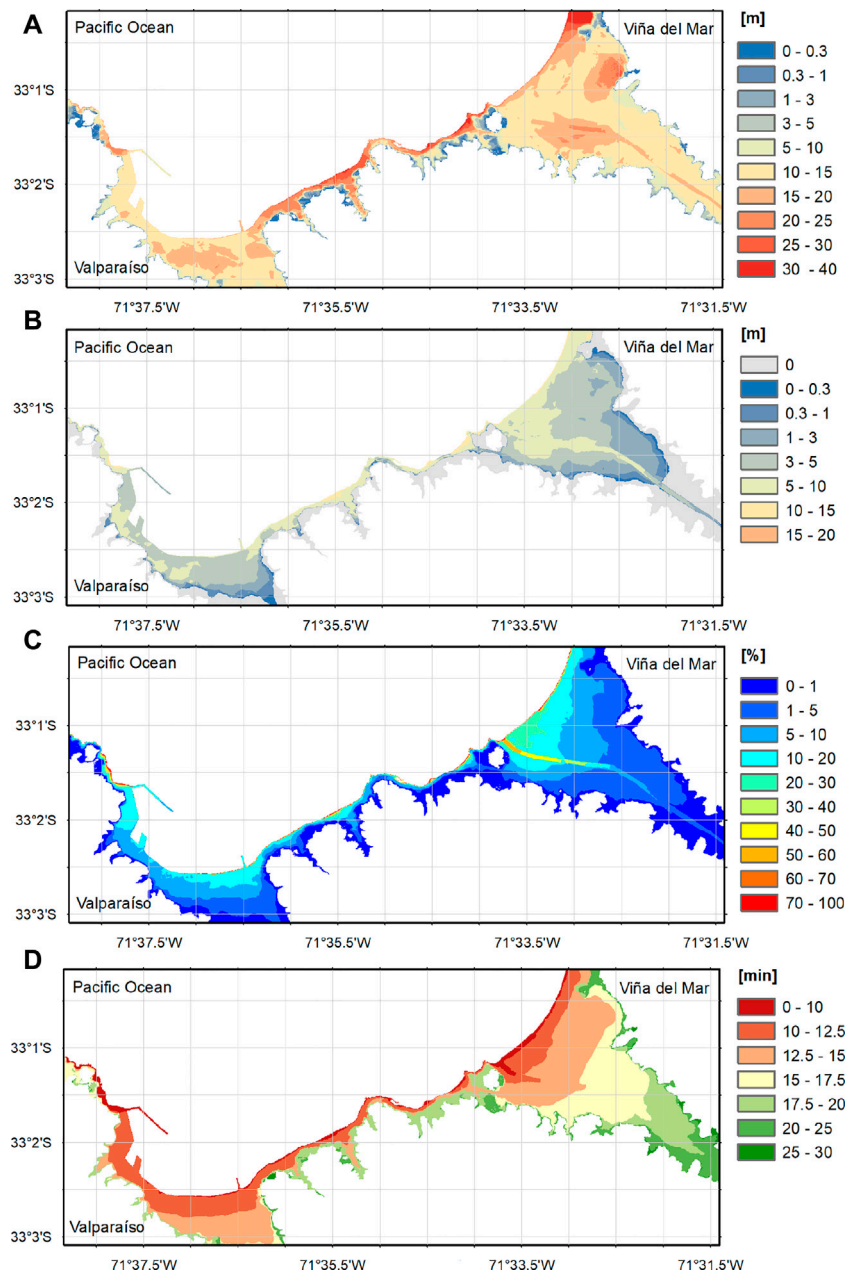 A
Pacific Ocean
Viña del Mar
33°1'S
33°2'S
33°3'S
Valparaíso
71°37.5'W
71°35.5'W
71°33.5'W
71°31.5'W
[m]
0 - 0.3
0.3 - 1
1 - 3
3 - 5
5 - 10
10 - 15
15 - 20
20 - 25
25 - 30
30 - 40
B
Pacific Ocean
Viña del Mar
33°1'S
33°2'S
33°3'S
Valparaíso
71°37.5'W
71°35.5'W
71°33.5'W
71°31.5'W
[m]
0
0 - 0.3
0.3 - 1
1 - 3
3 - 5
5 - 10
10 - 15
15 - 20
C
Pacific Ocean
Viña del Mar
33°1'S
33°2'S
33°3'S
Valparaíso
71°37.5'W
71°35.5'W
71°33.5'W
71°31.5'W
[%]
0 - 1
1 - 5
5 - 10
10 - 20
20 - 30
30 - 40
40 - 50
50 - 60
60 - 70
70 - 100
D
Pacific Ocean
Viña del Mar
33°1'S
33°2'S
33°3'S
Valparaíso
71°37.5'W
71°35.5'W
71°33.5'W
71°31.5'W
[min]
0 - 10
10 - 12.5
12.5 - 15
15 - 17.5
17.5 - 20
20 - 25
25 - 30